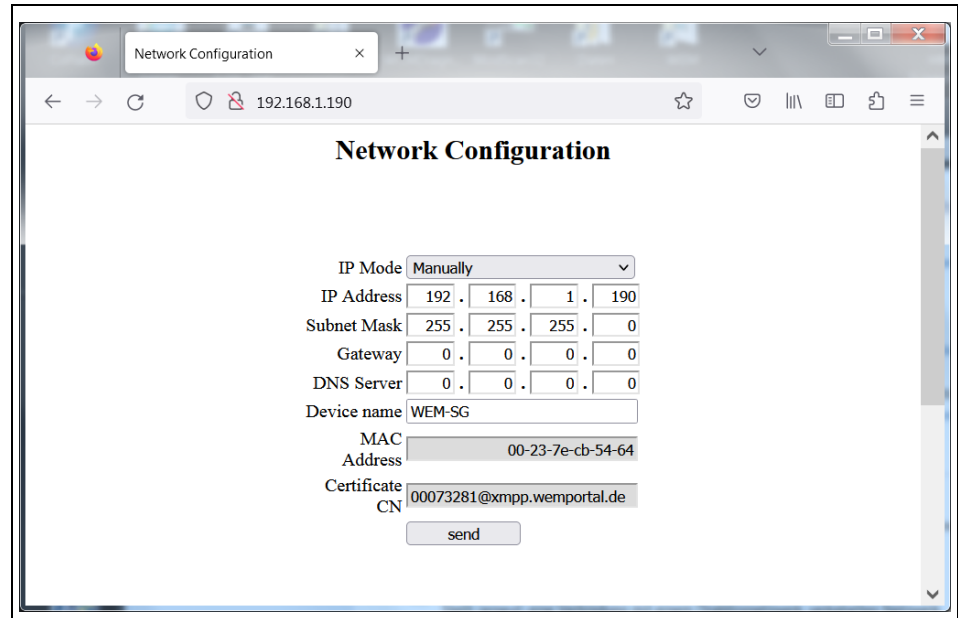 Network Configuration
192.168.1.190
Network Configuration
IP Mode Manually
IP Address 192 . 168 . 1 . 190
Subnet Mask 255 . 255 . 255 . 0
Gateway 0 . 0 . 0 . 0
DNS Server 0 . 0 . 0 . 0
Device name WEM-SG
MAC
Address 00-23-7e-cb-54-64
Certificate
CN 00073281@xmpp.wemportal.de
send